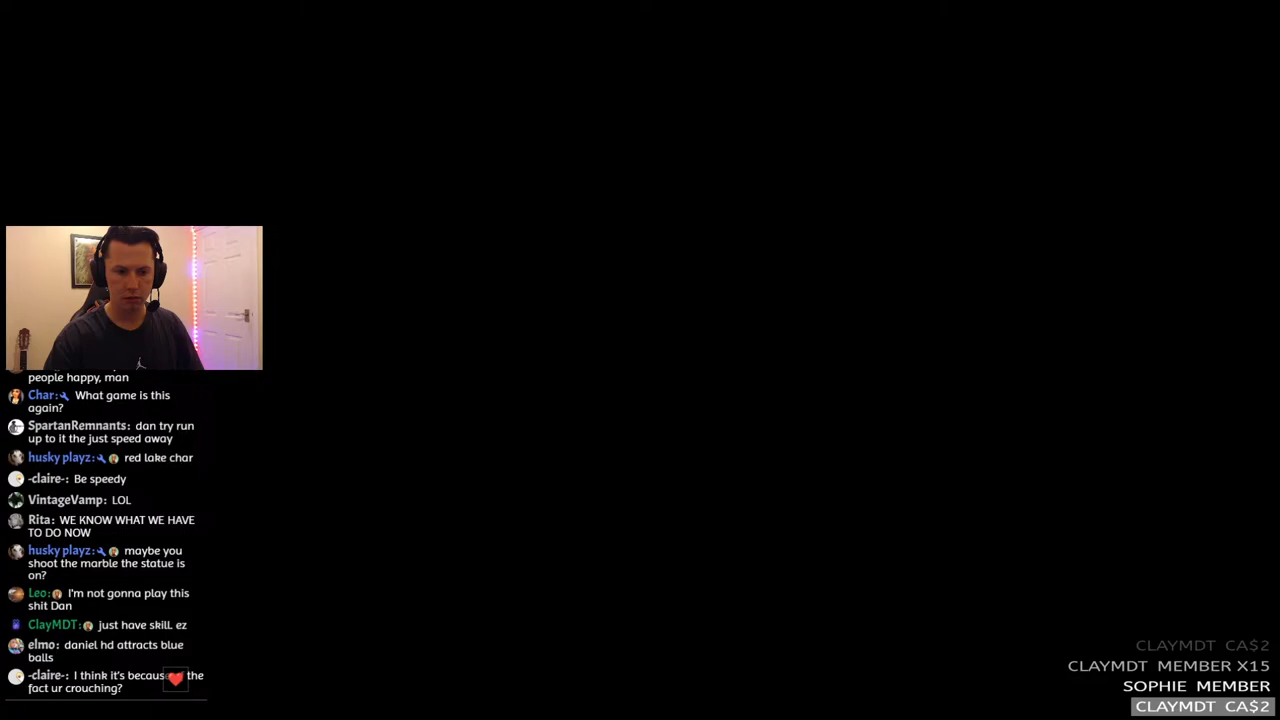 people happy, man
Char: What game is this
again?
SpartanRemnants: dan try run
up to it the just speed away
husky playz: red lake char
-claire-: Be speedy
VintageVamp: LOL
Rita: WE KNOW WHAT WE HAVE
TO DO NOW
husky playz: maybe you
shoot the marble the statue is
on?
Leo: I'm not gonna play this
shit Dan
ClayMDT: just have skill ez
elmo: daniel hd attracts blue
balls
-claire-: I think it's because the
fact ur crouching?
CLAYMDT CA$2
CLAYMDT MEMBER X15
SOPHIE MEMBER
CLAYMDT CA$2